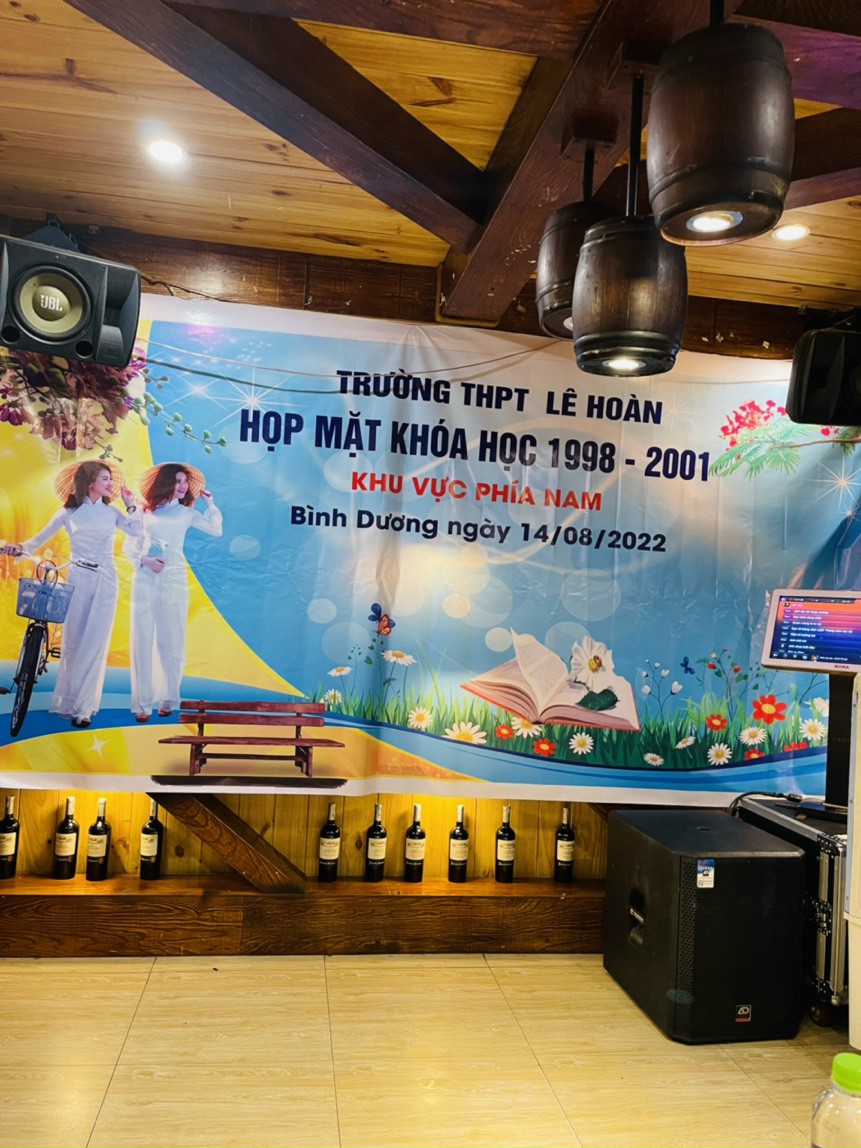 JBL
TRƯỜNG THPT LÊ HOÀN
HỌP MẶT KHÓA HỌC 1998 - 2001
KHU VỰC PHÍA NAM
Bình Dương ngày 14/08/2022